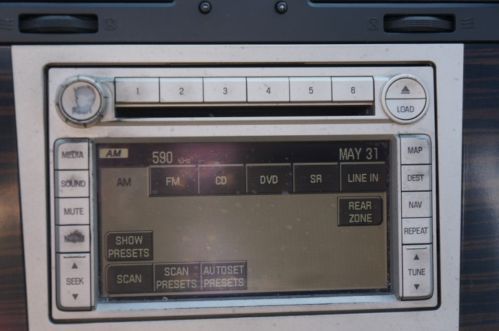 1 2 3 4 5 6
LOAD
MEDIA
AM 590 kHz MAY 31
MAP
SOUND
AM FM CD DVD SR LINE IN
DEST
MUTE
REAR ZONE
NAV
SHOW PRESETS
REPEAT
SEEK
SCAN SCAN PRESETS AUTOSET PRESETS
TUNE